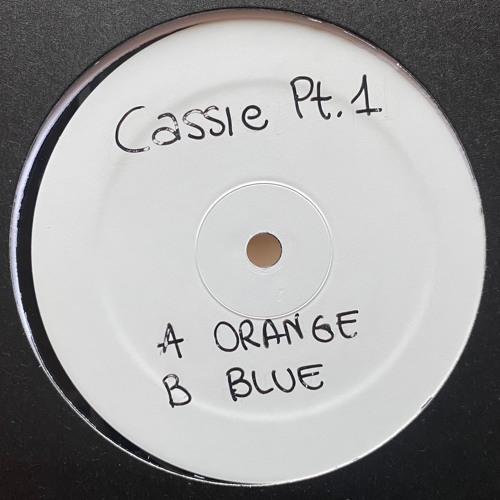 Cassie Pt.1
A ORANGE
B BLUE